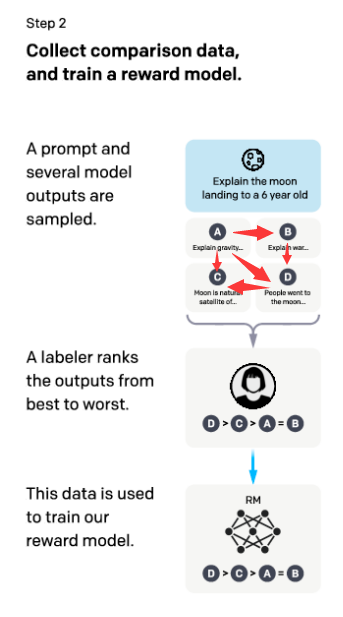 Step 2
Collect comparison data,
and train a reward model.
A prompt and
several model
outputs are
sampled.
Explain the moon
landing to a 6 year old
A
B
Explain gravity...
Explain war...
C
D
Moon is natural
satellite of...
People went to
the moon...
A labeler ranks
the outputs from
best to worst.
D > C > A = B
This data is used
to train our
reward model.
RM
D > C > A = B